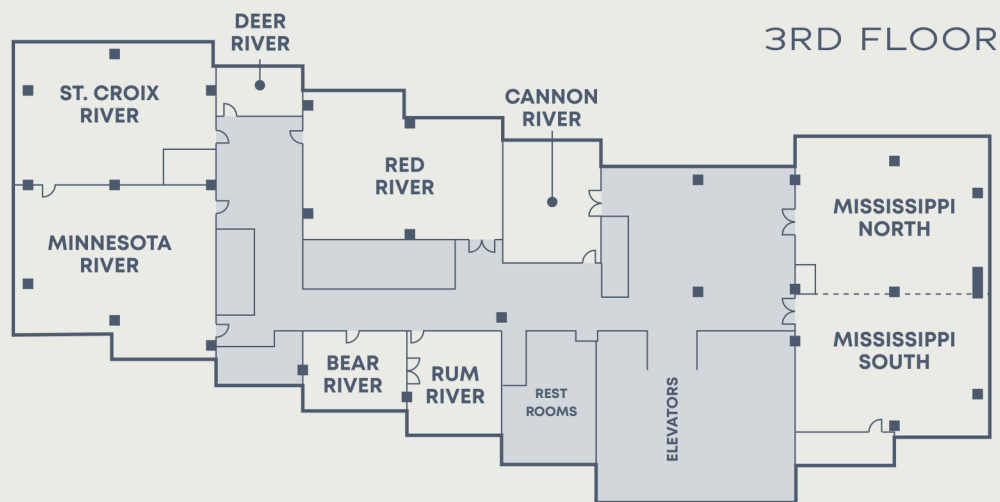 DEER
RIVER
3RD FLOOR
ST. CROIX
RIVER
CANNON
RIVER
RED
RIVER
MISSISSIPPI
NORTH
MINNESOTA
RIVER
MISSISSIPPI
SOUTH
BEAR
RIVER
RUM
RIVER
REST
ROOMS
ELEVATORS